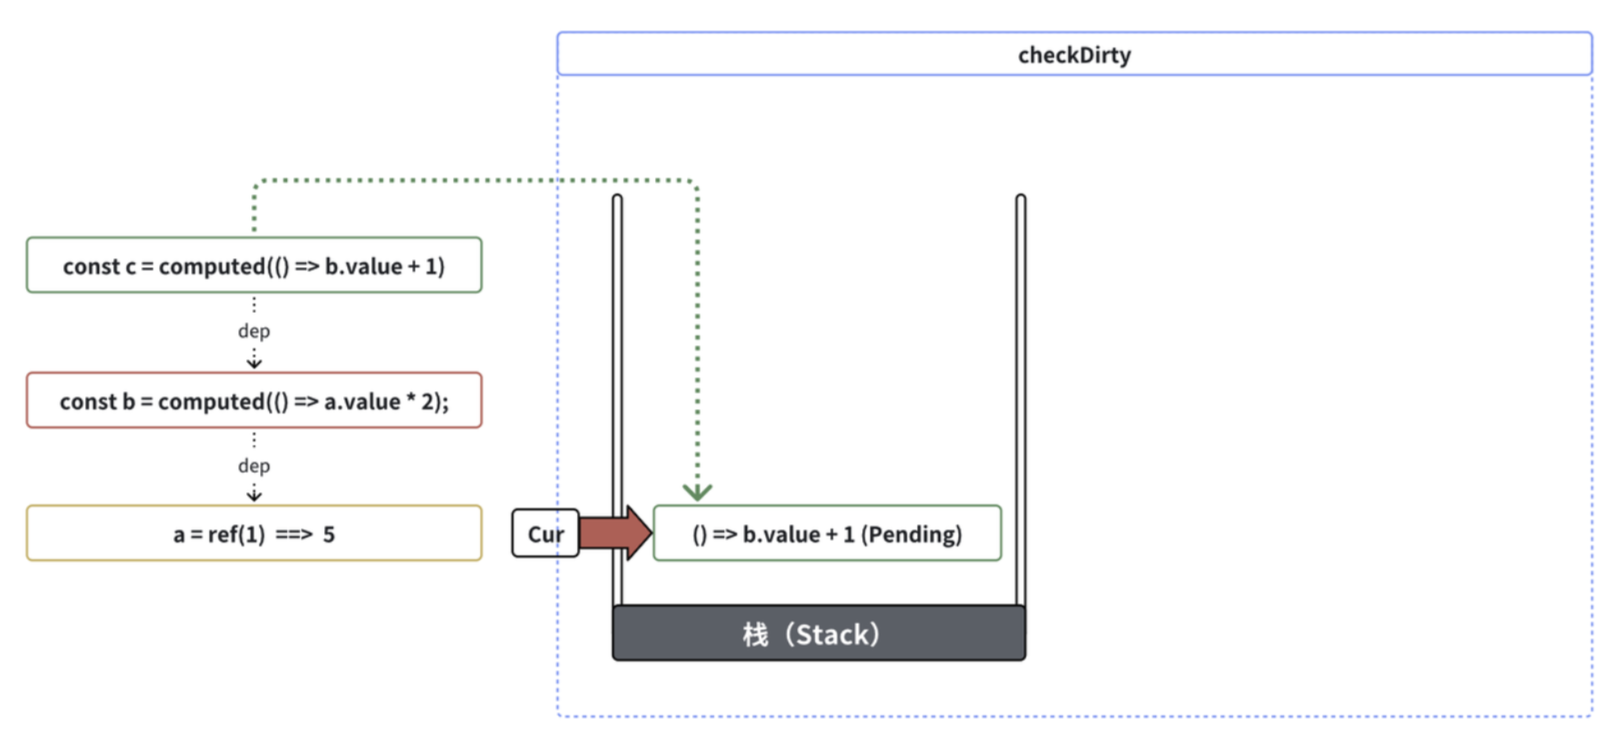 checkDirty
const c = computed(() => b.value + 1)
dep
const b = computed(() => a.value * 2);
dep
a = ref(1) ==> 5
Cur
() => b.value + 1 (Pending)
栈（Stack）